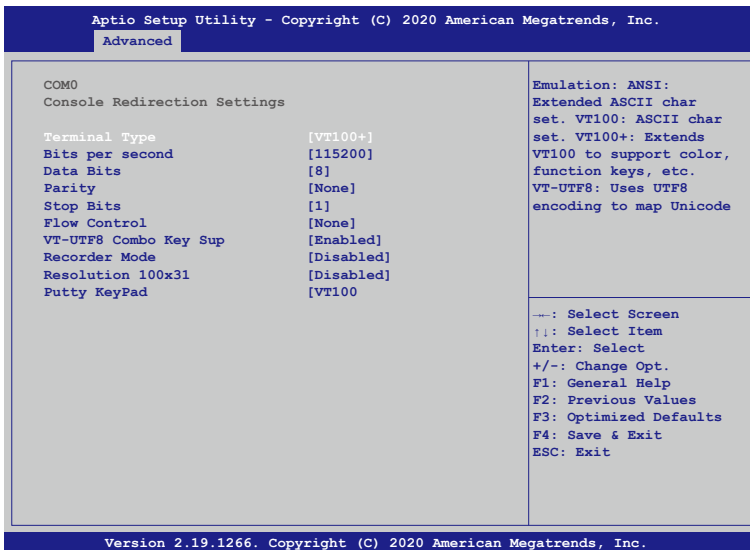 Aptio Setup Utility - Copyright (C) 2020 American Megatrends, Inc.
Advanced
COM0
Console Redirection Settings
Terminal Type [VT100+]
Bits per second [115200]
Data Bits [8]
Parity [None]
Stop Bits [1]
Flow Control [None]
VT-UTF8 Combo Key Sup [Enabled]
Recorder Mode [Disabled]
Resolution 100x31 [Disabled]
Putty KeyPad [VT100
Emulation: ANSI:
Extended ASCII char
set. VT100: ASCII char
set. VT100+: Extends
VT100 to support color,
function keys, etc.
VT-UTF8: Uses UTF8
encoding to map Unicode
→←: Select Screen
↑↓: Select Item
Enter: Select
+/-: Change Opt.
F1: General Help
F2: Previous Values
F3: Optimized Defaults
F4: Save & Exit
ESC: Exit
Version 2.19.1266. Copyright (C) 2020 American Megatrends, Inc.